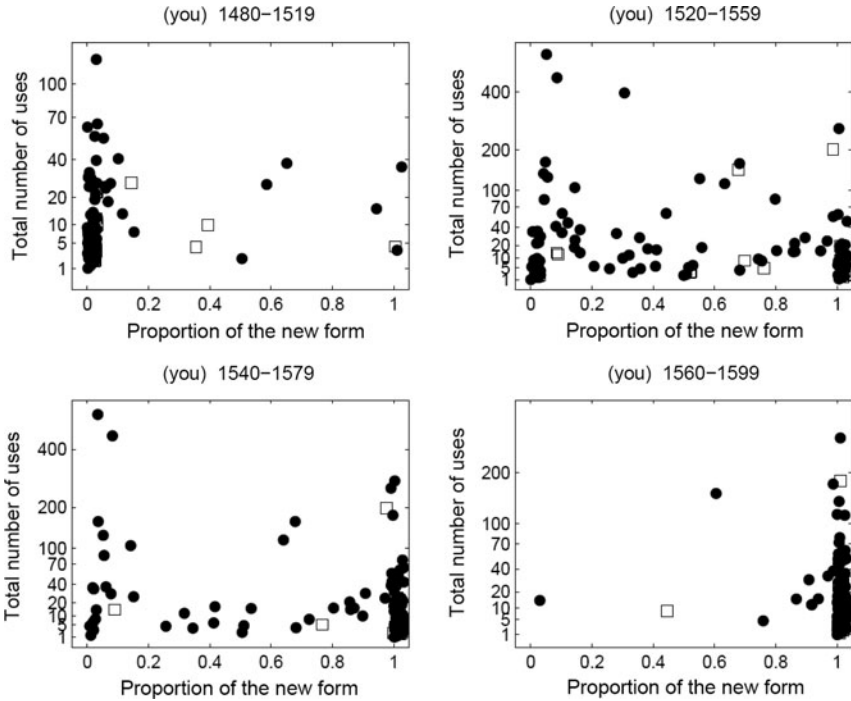 (you) 1480−1519
Total number of uses
100
70
40
20
10
5
1
0 0.2 0.4 0.6 0.8 1
Proportion of the new form
(you) 1520−1559
Total number of uses
400
200
100
70
40
20
10
5
1
0 0.2 0.4 0.6 0.8 1
Proportion of the new form
(you) 1540−1579
Total number of uses
400
200
100
70
40
20
10
5
1
0 0.2 0.4 0.6 0.8 1
Proportion of the new form
(you) 1560−1599
Total number of uses
200
100
70
40
20
10
5
1
0 0.2 0.4 0.6 0.8 1
Proportion of the new form